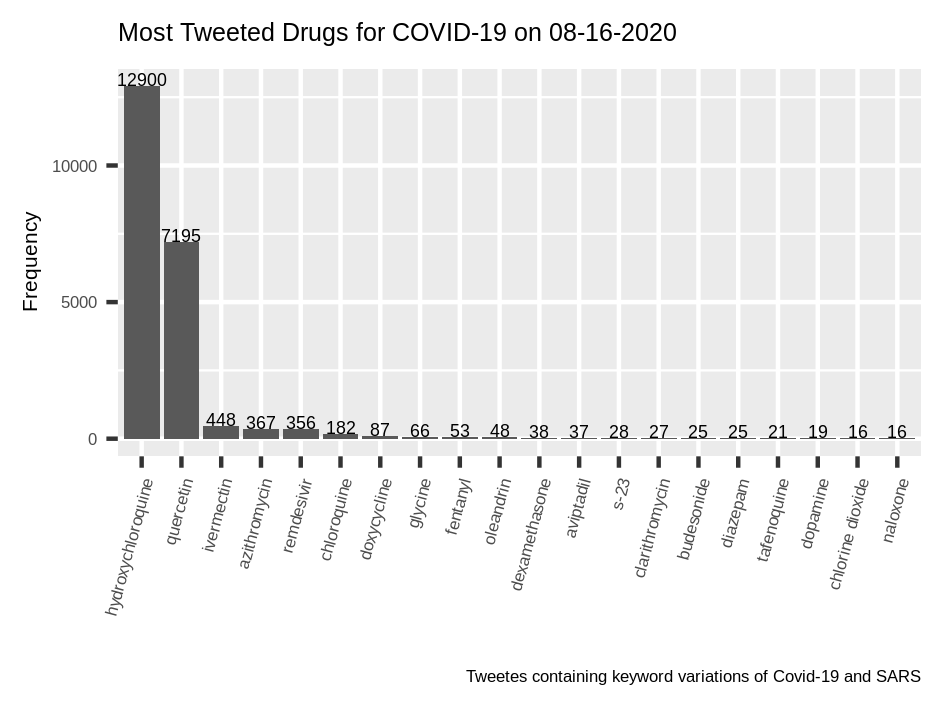 Most Tweeted Drugs for COVID-19 on 08-16-2020
Frequency
10000
5000
0
12900
7195
448
367
356
182
87
66
53
48
38
37
28
27
25
25
21
19
16
16
hydroxychloroquine
quercetin
ivermectin
azithromycin
remdesivir
chloroquine
doxycycline
glycine
fentanyl
oleandrin
dexamethasone
aviptadil
s-23
clarithromycin
budesonide
diazepam
tafenoquine
dopamine
chlorine dioxide
naloxone
Tweetes containing keyword variations of Covid-19 and SARS